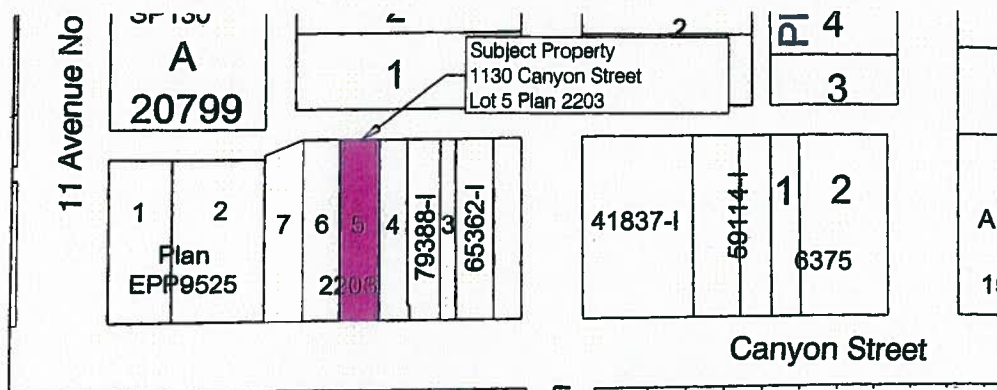 11 Avenue No
SP130
A
20799
2
1
2
Subject Property
1130 Canyon Street
Lot 5 Plan 2203
Pl
4
3
1
2
Plan
EPP9525
7
6
5
2203
4
79388-I
3
65362-I
41837-I
59114-I
1
2
6375
A
Canyon Street